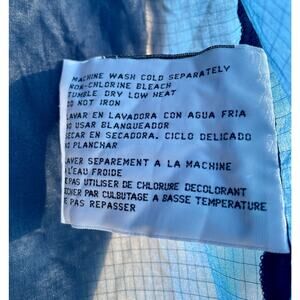 MACHINE WASH COLD SEPARATELY
NON-CHLORINE BLEACH
TUMBLE DRY LOW HEAT
DO NOT IRON
LAVAR EN LAVADORA CON AGUA FRIA
NO USAR BLANQUEADOR
SECAR EN SECADORA. CICLO DELICADO
NO PLANCHAR
LAVER SEPAREMENT A LA MACHINE
A L'EAU FROIDE
NE PAS UTILISER DE CHLORURE DECOLORANT
SECHER PAR CULBUTAGE A BASSE TEMPERATURE
NE PAS REPASSER